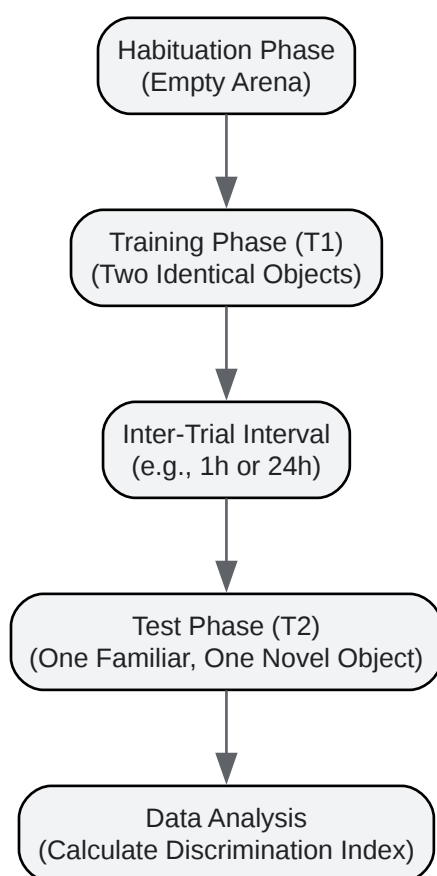 Habituation Phase
(Empty Arena)
Training Phase (T1)
(Two Identical Objects)
Inter-Trial Interval
(e.g., 1h or 24h)
Test Phase (T2)
(One Familiar, One Novel Object)
Data Analysis
(Calculate Discrimination Index)